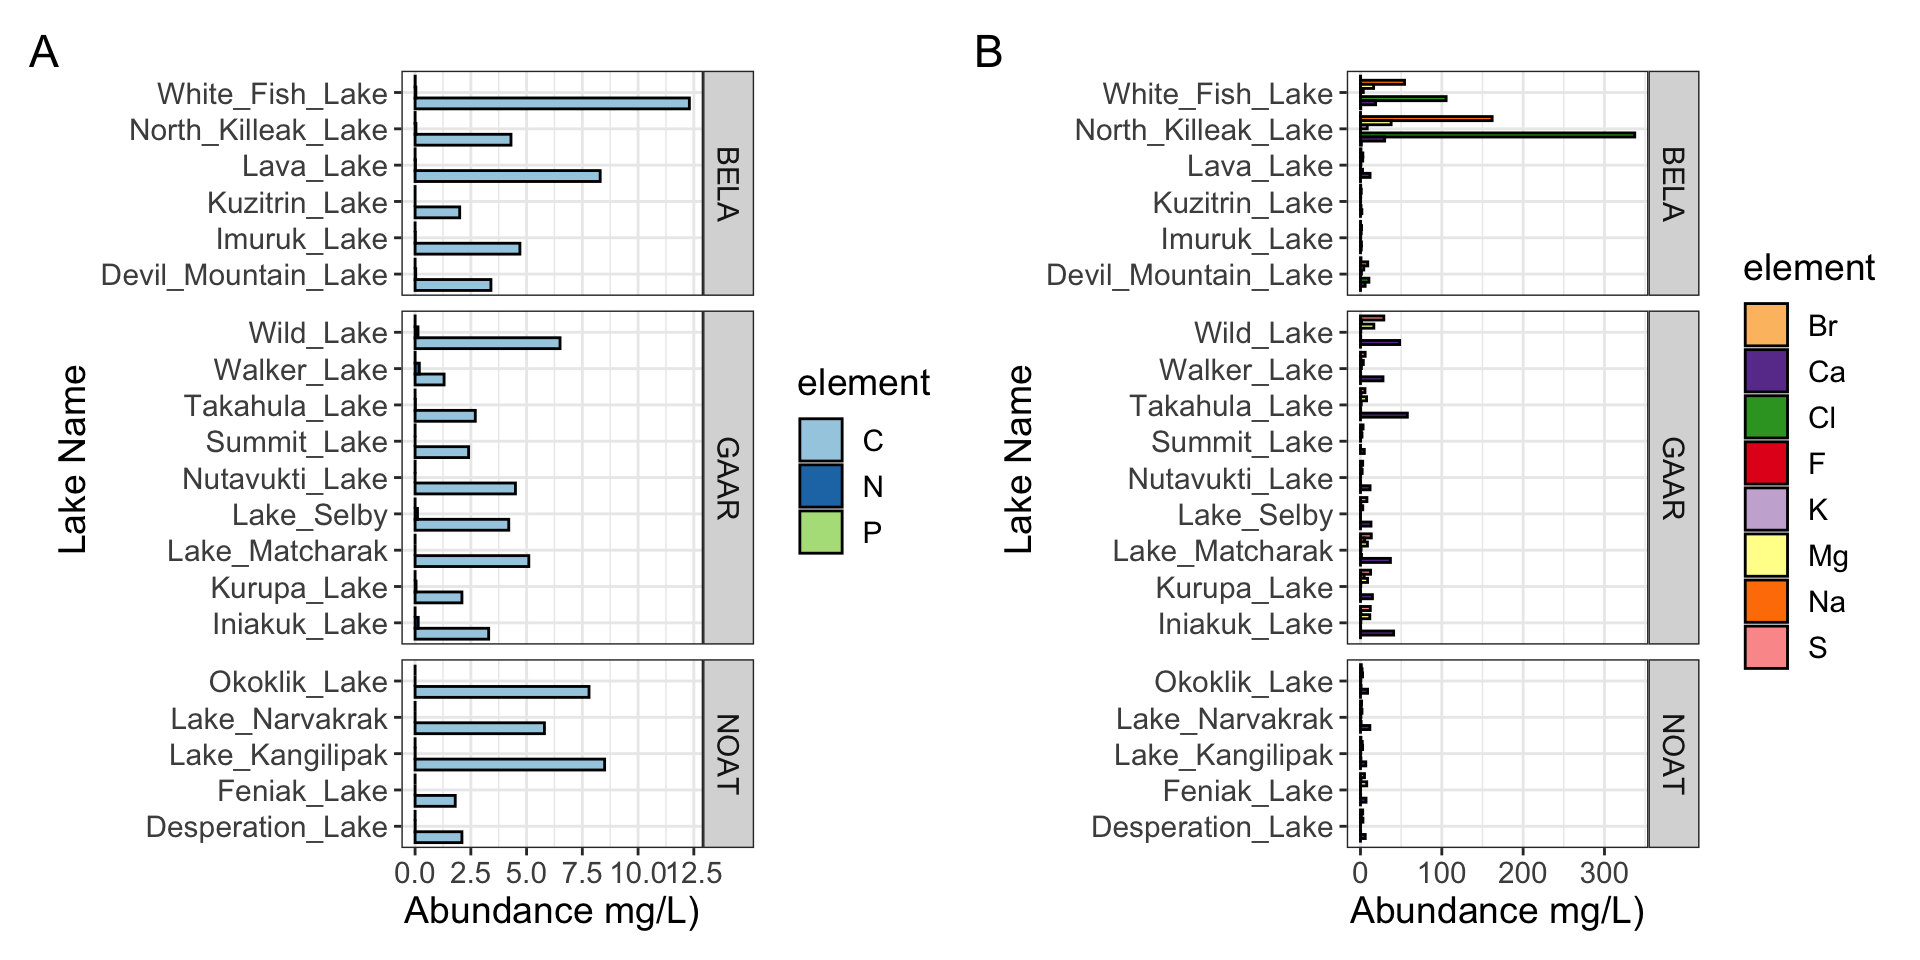 A
White_Fish_Lake
North_Killeak_Lake
Lava_Lake
Kuzitrin_Lake
Imuruk_Lake
Devil_Mountain_Lake
BELA
Wild_Lake
Walker_Lake
Takahula_Lake
Summit_Lake
Nutavukti_Lake
Lake_Selby
Lake_Matcharak
Kurupa_Lake
Iniakuk_Lake
GAAR
Okoklik_Lake
Lake_Narvakrak
Lake_Kangilipak
Feniak_Lake
Desperation_Lake
NOAT
Lake Name
0.0 2.5 5.0 7.5 10.0 12.5
Abundance mg/L)
element
C
N
P
B
White_Fish_Lake
North_Killeak_Lake
Lava_Lake
Kuzitrin_Lake
Imuruk_Lake
Devil_Mountain_Lake
BELA
Wild_Lake
Walker_Lake
Takahula_Lake
Summit_Lake
Nutavukti_Lake
Lake_Selby
Lake_Matcharak
Kurupa_Lake
Iniakuk_Lake
GAAR
Okoklik_Lake
Lake_Narvakrak
Lake_Kangilipak
Feniak_Lake
Desperation_Lake
NOAT
Lake Name
0 100 200 300
Abundance mg/L)
element
Br
Ca
Cl
F
K
Mg
Na
S